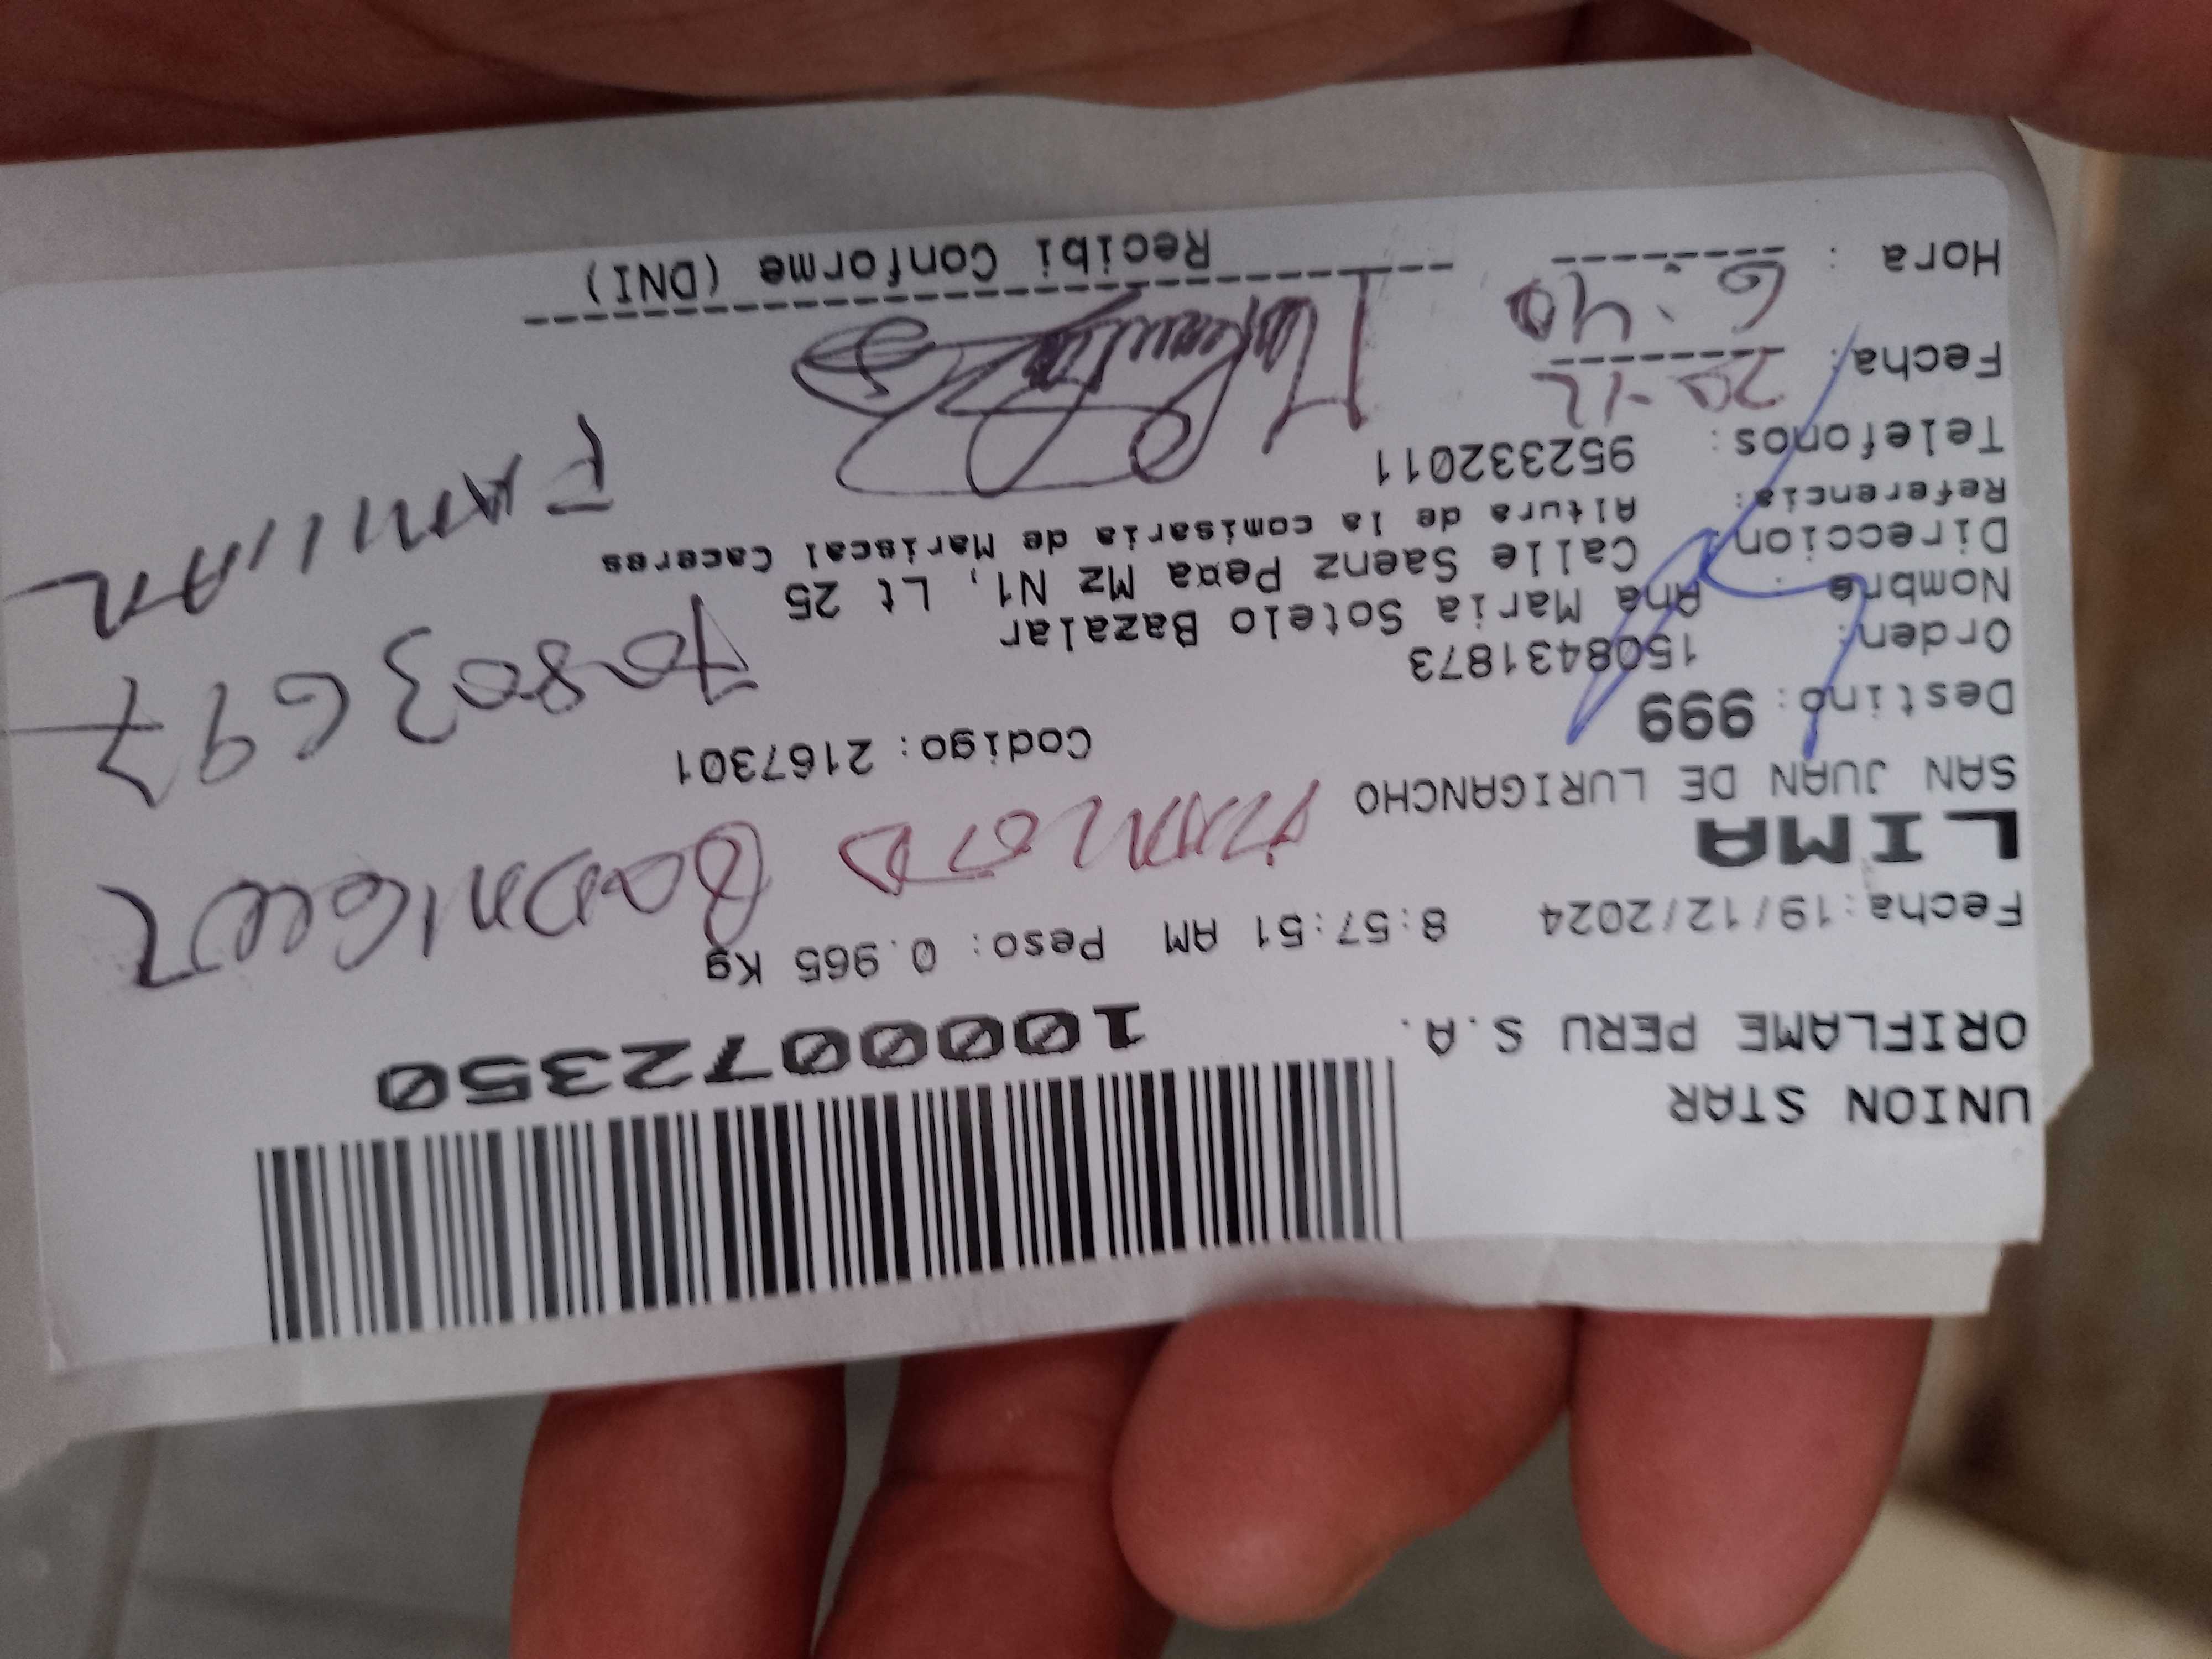 UNION STAR
ORIFLAME PERU S.A.
1000072350
Fecha:19/12/2024 8:57:51 AM Peso: 0.965 Kg
LIMA
SAN JUAN DE LURIGANCHO
Destino: 999 Codigo: 2167301
Orden: 1508431873
Nombre : Ana Maria Sotelo Bazalar
Direccion: Calle Saenz Peña Mz N1, Lt 25
Referencia: Altura de la comisaria de Mariscal Caceres
Telefonos: 952332011
70803697
FAMILIAR
Fecha: 20-12
Hora : 6:40
Recibi Conforme (DNI)